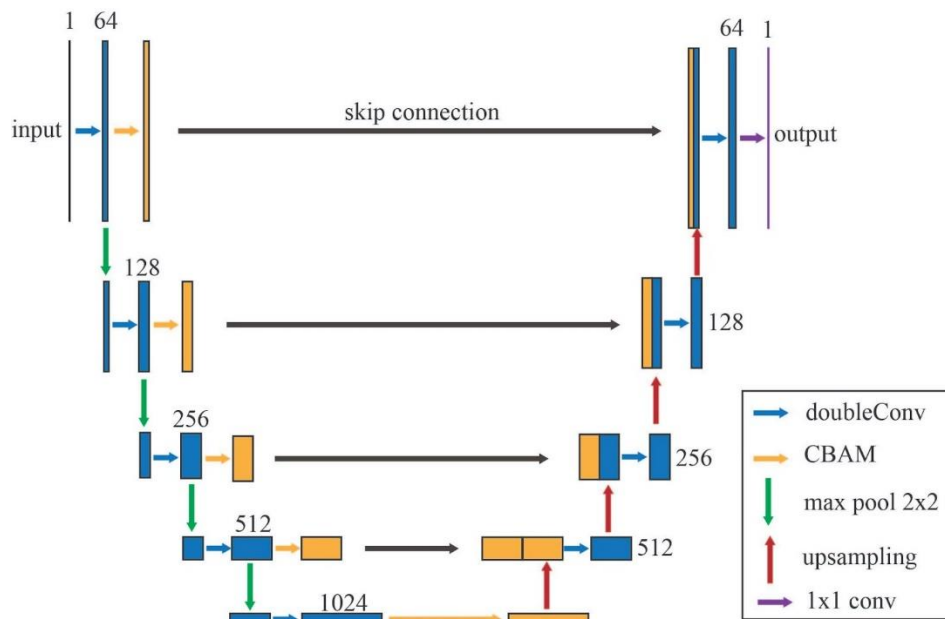 1 64
input
skip connection
64 1
output
128
128
256
256
512
512
1024
doubleConv
CBAM
max pool 2x2
upsampling
1x1 conv